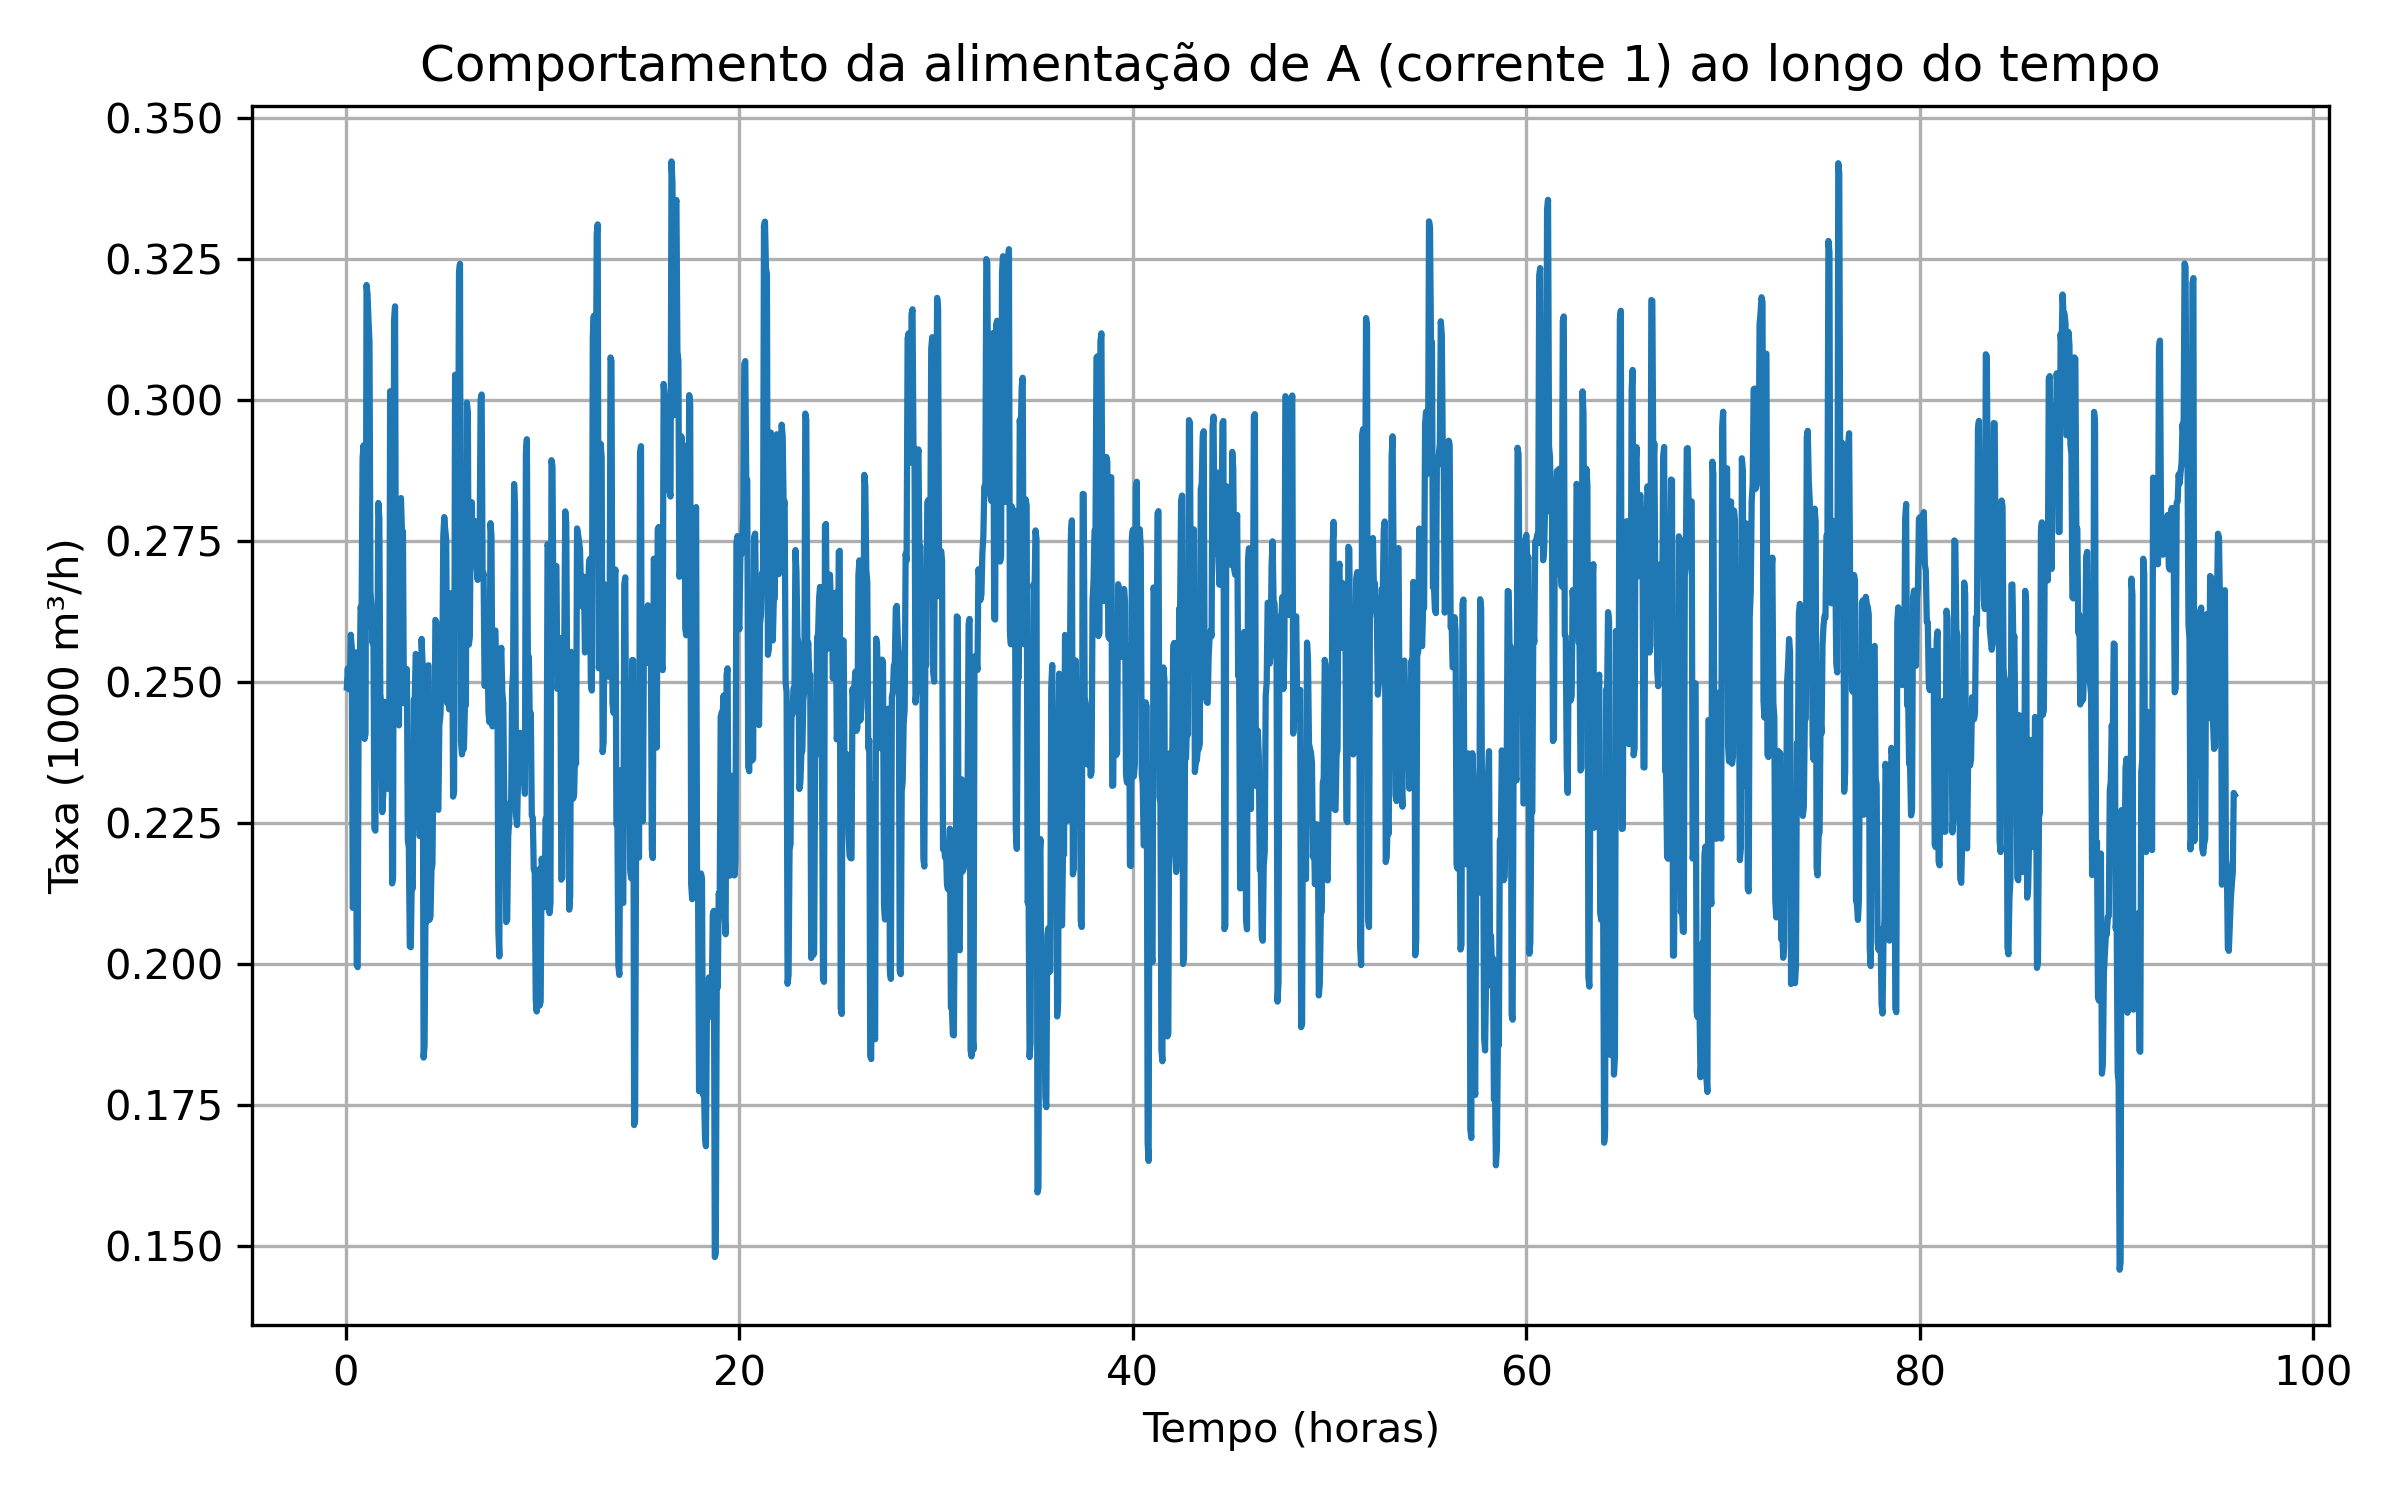 Comportamento da alimentação de A (corrente 1) ao longo do tempo
Taxa (1000 m³/h)
0.350
0.325
0.300
0.275
0.250
0.225
0.200
0.175
0.150
0 20 40 60 80 100
Tempo (horas)